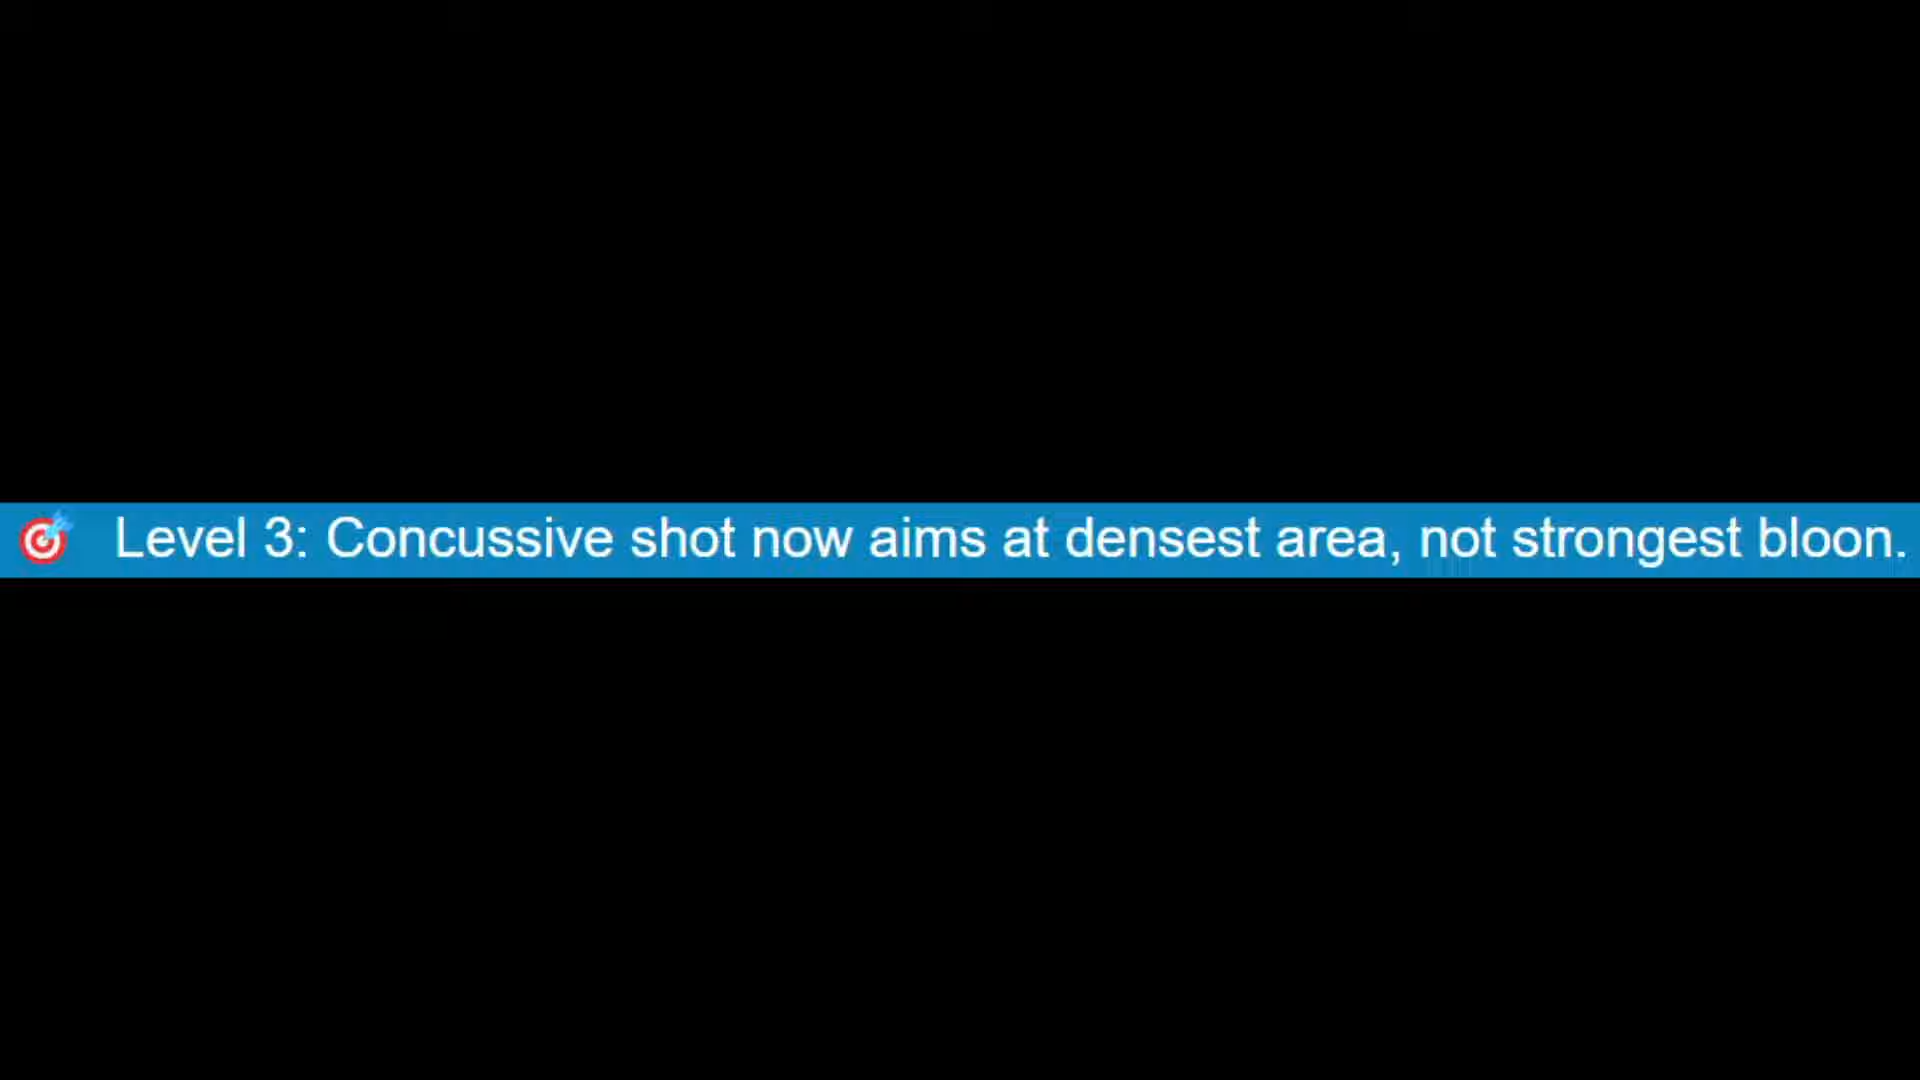 🎯 Level 3: Concussive shot now aims at densest area, not strongest bloon.